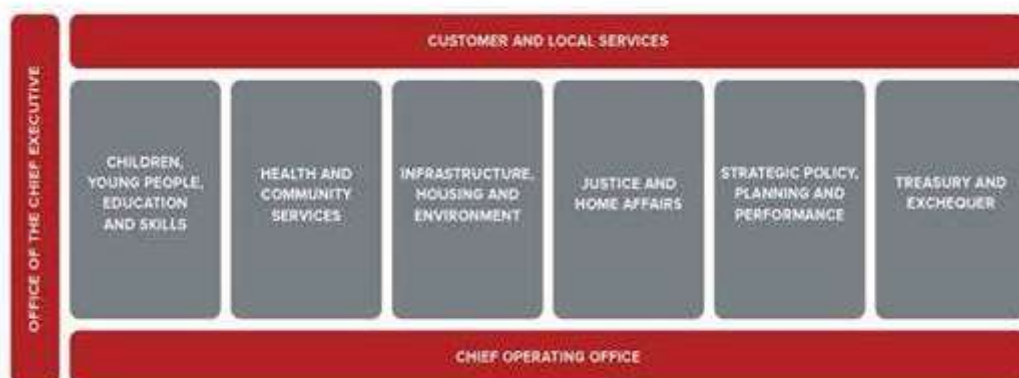 OFFICE OF THE CHIEF EXECUTIVE
CUSTOMER AND LOCAL SERVICES
CHILDREN,
YOUNG PEOPLE,
EDUCATION
AND SKILLS
HEALTH AND
COMMUNITY
SERVICES
INFRASTRUCTURE,
HOUSING AND
ENVIRONMENT
JUSTICE AND
HOME AFFAIRS
STRATEGIC POLICY,
PLANNING AND
PERFORMANCE
TREASURY AND
EXCHEQUER
CHIEF OPERATING OFFICE